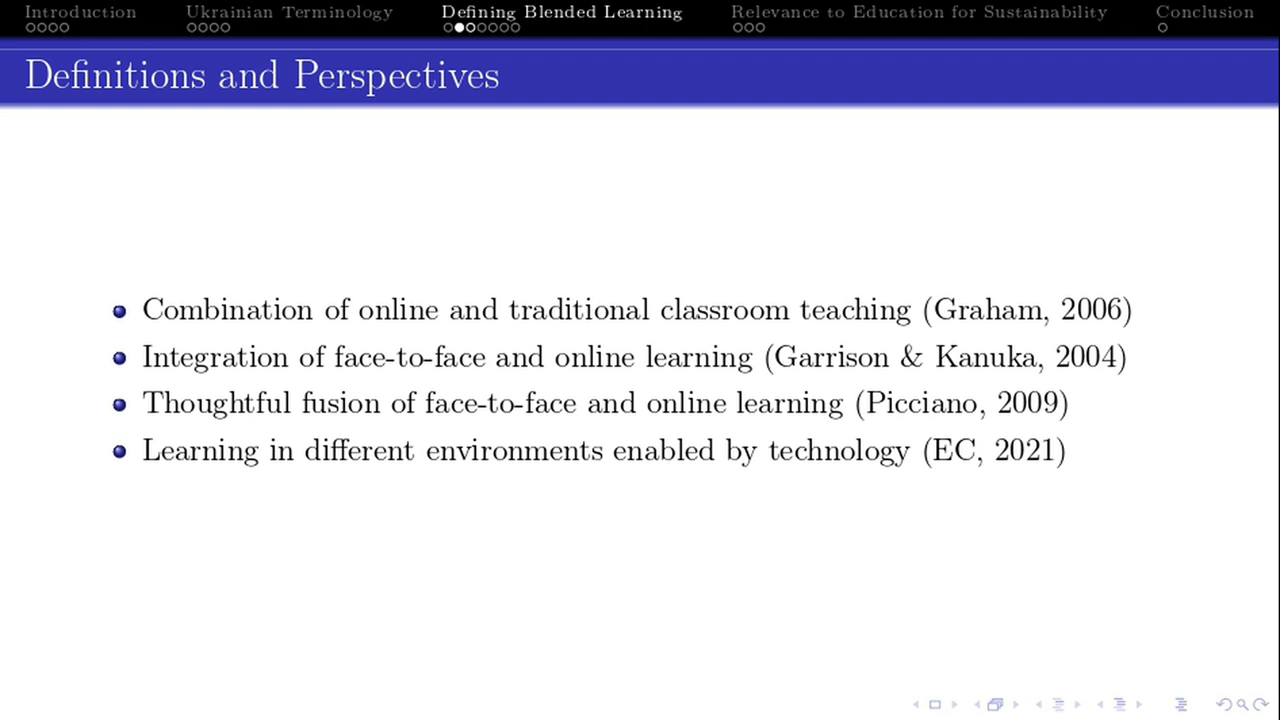 Introduction
Ukrainian Terminology
Defining Blended Learning
Relevance to Education for Sustainability
Conclusion
Definitions and Perspectives
Combination of online and traditional classroom teaching (Graham, 2006)
Integration of face-to-face and online learning (Garrison & Kanuka, 2004)
Thoughtful fusion of face-to-face and online learning (Picciano, 2009)
Learning in different environments enabled by technology (EC, 2021)